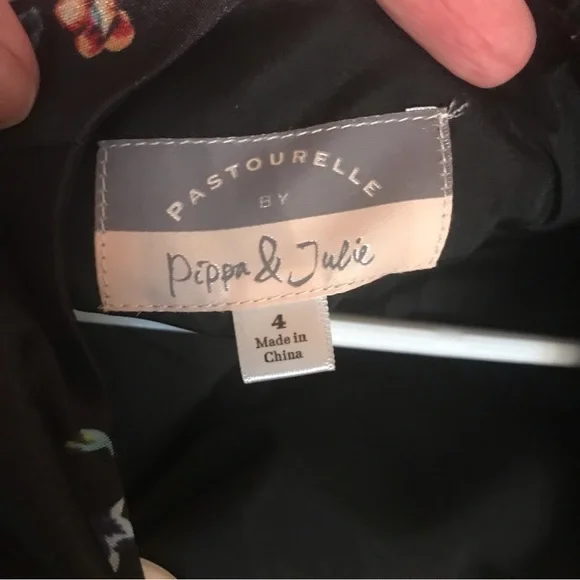 PASTOURELLE
BY
Pippa & Julie
4
Made in
China